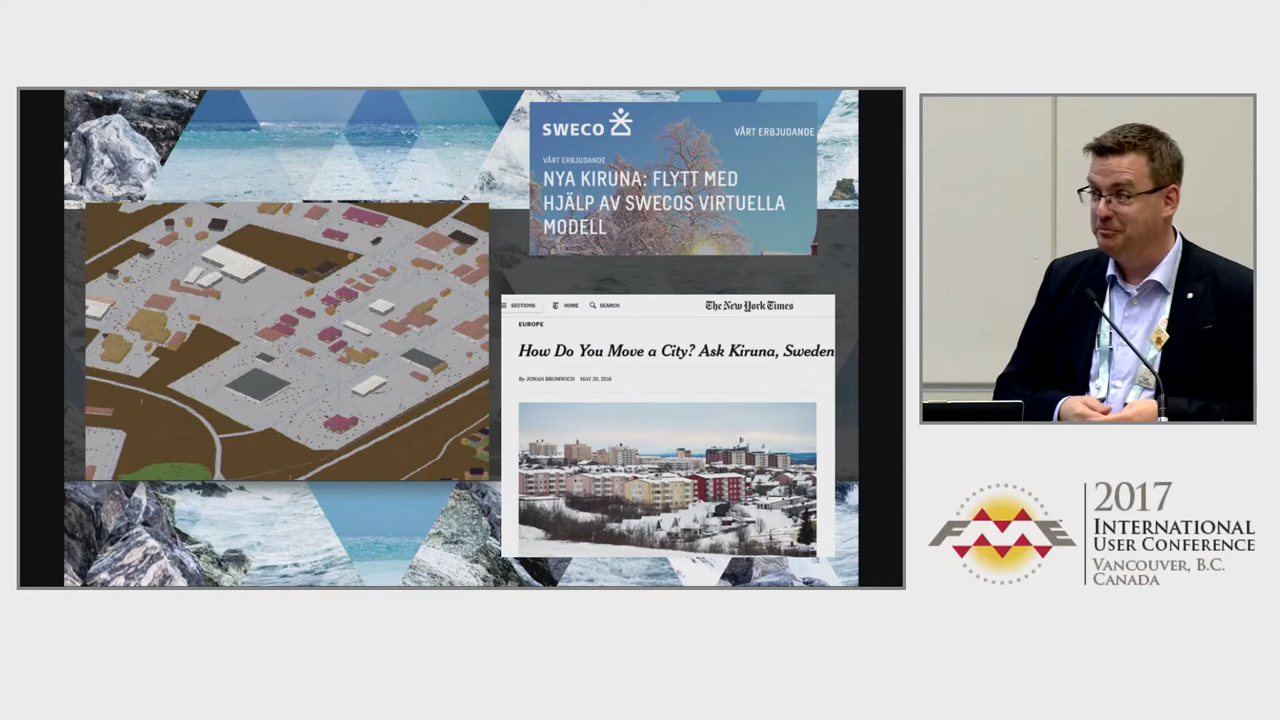 SWECO
VÅRT ERBJUDANDE
VÅRT ERBJUDANDE
NYA KIRUNA: FLYTT MED
HJÄLP AV SWECOS VIRTUELLA
MODELL
SECTIONS
HOME
SEARCH
The New York Times
EUROPE
How Do You Move a City? Ask Kiruna, Sweden
By JONAH BROMWICH MAY 20, 2016
FME
2017
INTERNATIONAL
USER CONFERENCE
VANCOUVER, B.C.
CANADA